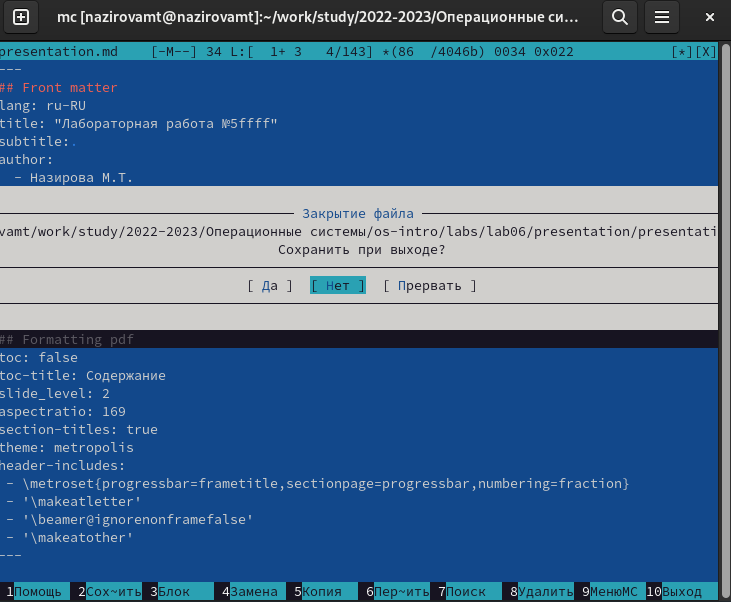 mc [nazirovamt@nazirovamt]:~/work/study/2022-2023/Операционные си...
presentation.md [-M--] 34 L:[ 1+ 3 4/143] *(86 /4046b) 0034 0x022 [*][X]
---
## Front matter
lang: ru-RU
title: "Лабораторная работа №5ffff"
subtitle:.
author:
- Назирова М.Т.
Закрытие файла
vamt/work/study/2022-2023/Операционные системы/os-intro/labs/lab06/presentation/presentati
Сохранить при выходе?
[ Да ] [ Нет ] [ Прервать ]
## Formatting pdf
toc: false
toc-title: Содержание
slide_level: 2
aspectratio: 169
section-titles: true
theme: metropolis
header-includes:
- \metroset{progressbar=frametitle,sectionpage=progressbar,numbering=fraction}
- '\makeatletter'
- '\beamer@ignorenonframefalse'
- '\makeatother'
---
1Помощь 2Сох~ить 3Блок 4Замена 5Копия 6Пер~ить 7Поиск 8Удалить 9МенюMC 10Выход